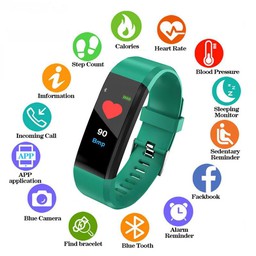 Calories
Heart Rate
Step Count
Blood Pressure
Imformation
Sleeping
Monitor
Incoming Call
90
Bmp
Sedentary
Reminder
APP
APP
application
Fackbook
Blue Camera
Alarm
Reminder
Find bracelet
Blue Tooth